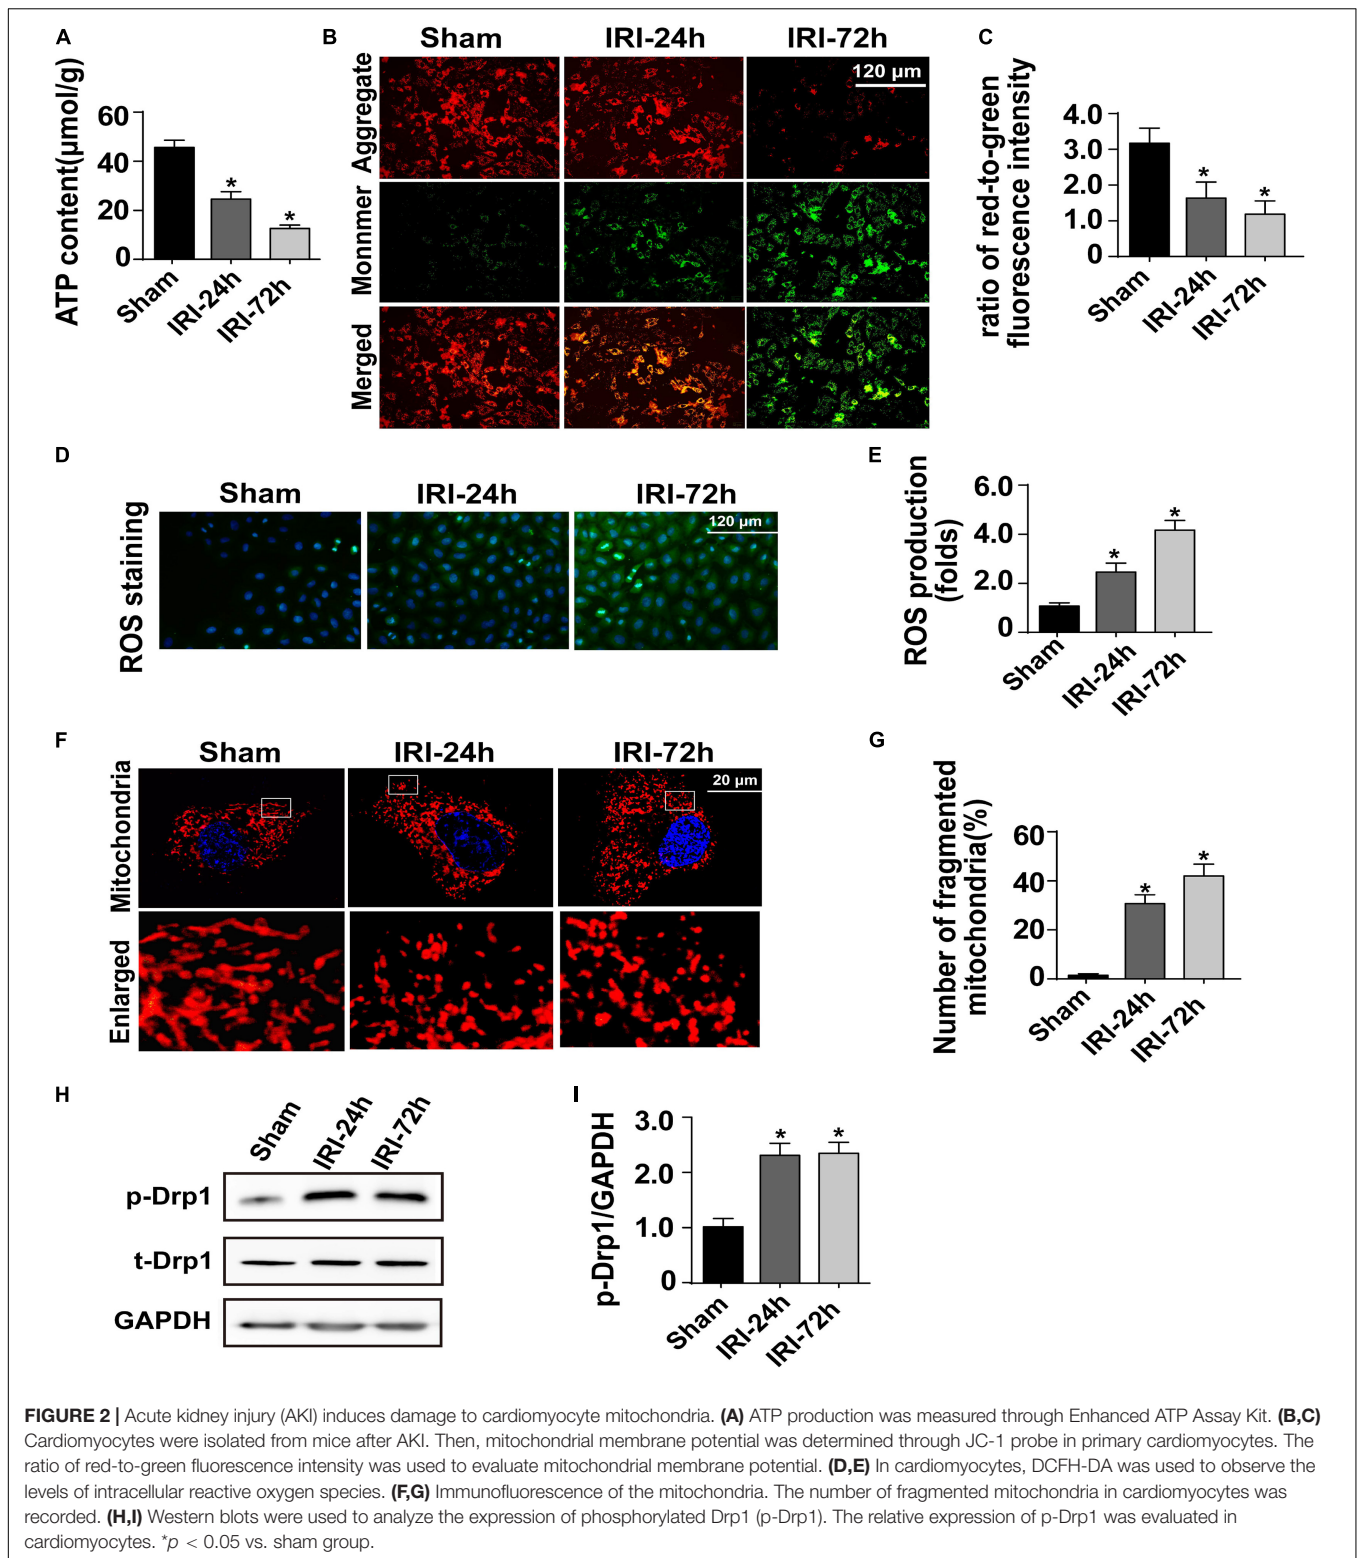 A
ATP content(μmol/g)
60
40
20
0
*
*
Sham
IRI-24h
IRI-72h
B
Sham
IRI-24h
IRI-72h
120 μm
Aggregate
Monnmer
Merged
C
ratio of red-to-green
fluorescence intensity
4.0
3.0
2.0
1.0
0
*
*
Sham
IRI-24h
IRI-72h
D
Sham
IRI-24h
IRI-72h
120 μm
ROS staining
E
ROS production
(folds)
6.0
4.0
2.0
0
*
*
Sham
IRI-24h
IRI-72h
F
Sham
IRI-24h
IRI-72h
20 μm
Mitochondria
Enlarged
G
Number of fragmented
mitochondria(%)
60
40
20
0
*
*
Sham
IRI-24h
IRI-72h
H
Sham
IRI-24h
IRI-72h
p-Drp1
t-Drp1
GAPDH
I
p-Drp1/GAPDH
3.0
2.0
1.0
0
*
*
Sham
IRI-24h
IRI-72h
FIGURE 2 | Acute kidney injury (AKI) induces damage to cardiomyocyte mitochondria. (A) ATP production was measured through Enhanced ATP Assay Kit. (B,C)
Cardiomyocytes were isolated from mice after AKI. Then, mitochondrial membrane potential was determined through JC-1 probe in primary cardiomyocytes. The
ratio of red-to-green fluorescence intensity was used to evaluate mitochondrial membrane potential. (D,E) In cardiomyocytes, DCFH-DA was used to observe the
levels of intracellular reactive oxygen species. (F,G) Immunofluorescence of the mitochondria. The number of fragmented mitochondria in cardiomyocytes was
recorded. (H,I) Western blots were used to analyze the expression of phosphorylated Drp1 (p-Drp1). The relative expression of p-Drp1 was evaluated in
cardiomyocytes. *p < 0.05 vs. sham group.